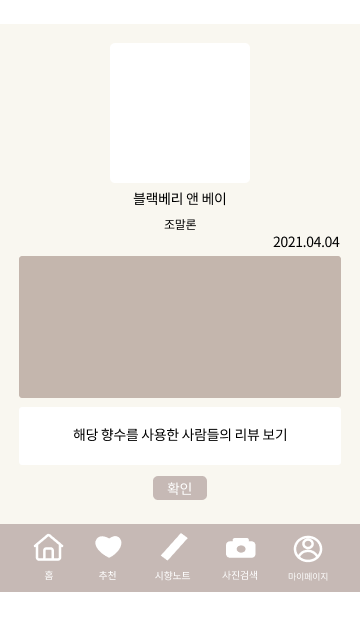 블랙베리 앤 베이
조말론
2021.04.04
해당 향수를 사용한 사람들의 리뷰 보기
확인
홈
추천
시향노트
사진검색
마이페이지